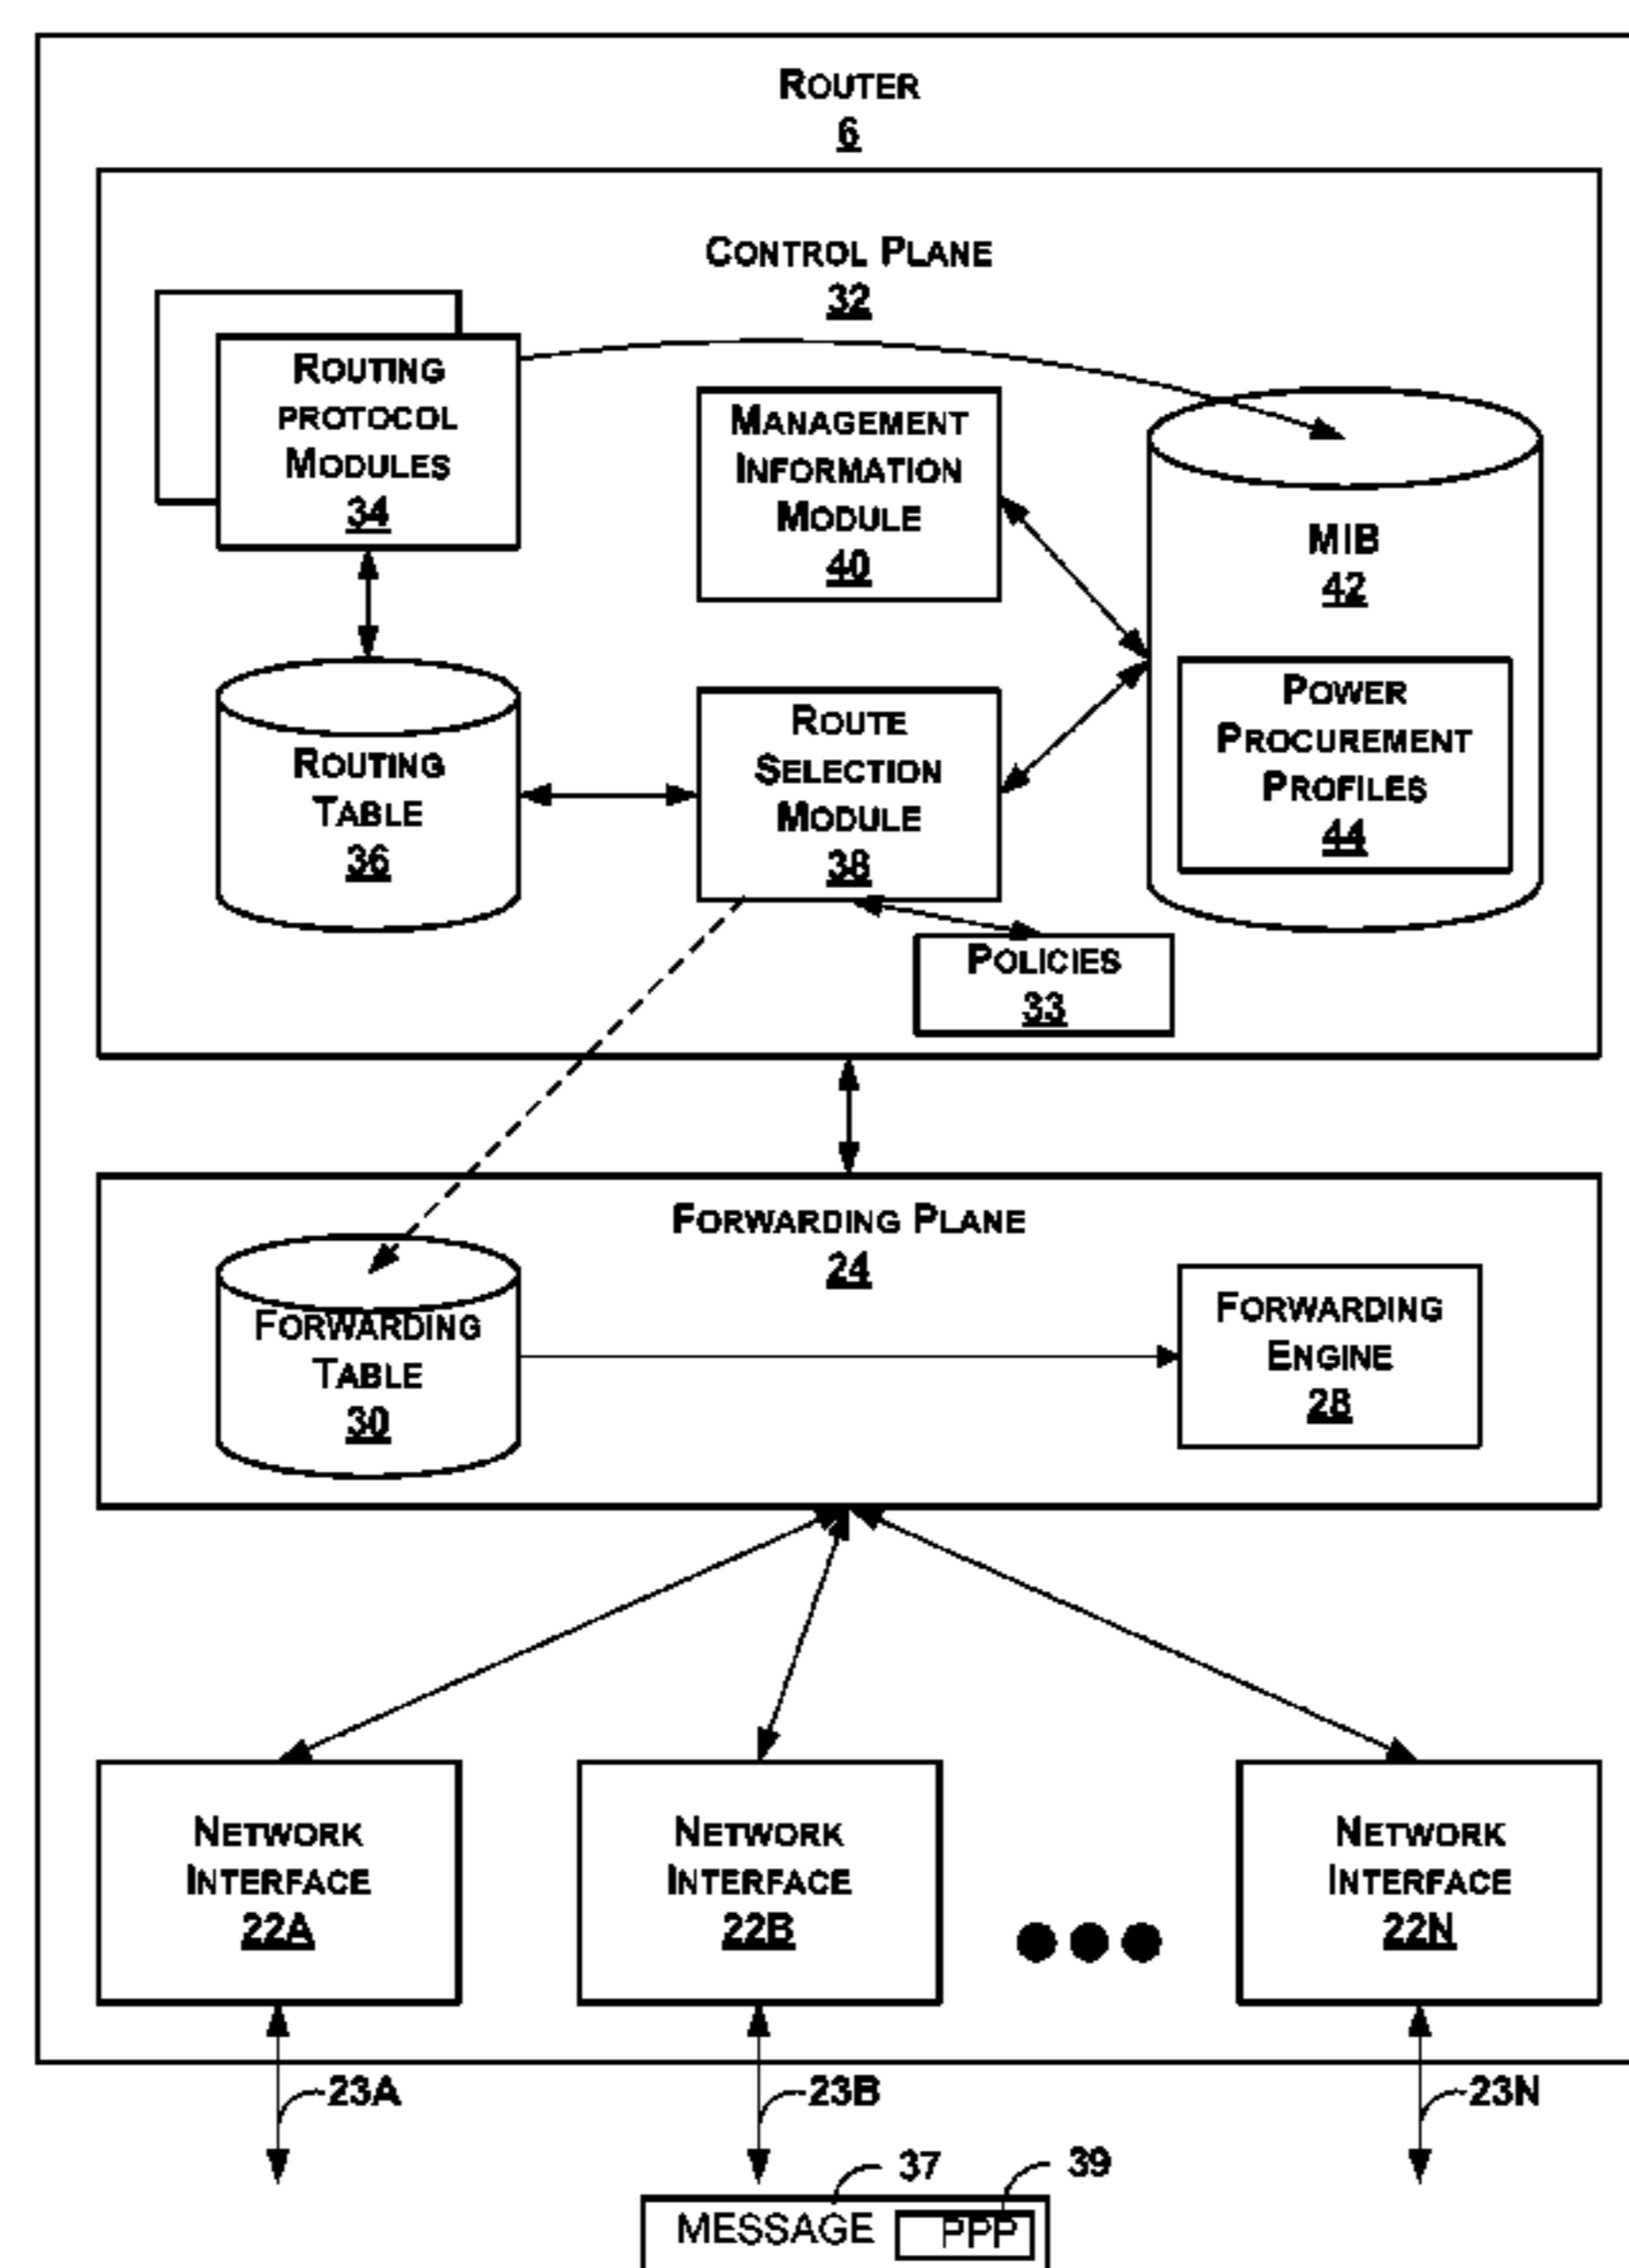 ROUTER
6
CONTROL PLANE
32
ROUTING
PROTOCOL
MODULES
34
MANAGEMENT
INFORMATION
MODULE
40
MIB
42
POWER
PROCUREMENT
PROFILES
44
ROUTING
TABLE
36
ROUTE
SELECTION
MODULE
38
POLICIES
33
FORWARDING PLANE
24
FORWARDING
TABLE
30
FORWARDING
ENGINE
28
NETWORK
INTERFACE
22A
NETWORK
INTERFACE
22B
NETWORK
INTERFACE
22N
23A
23B
23N
37
39
MESSAGE
PPP